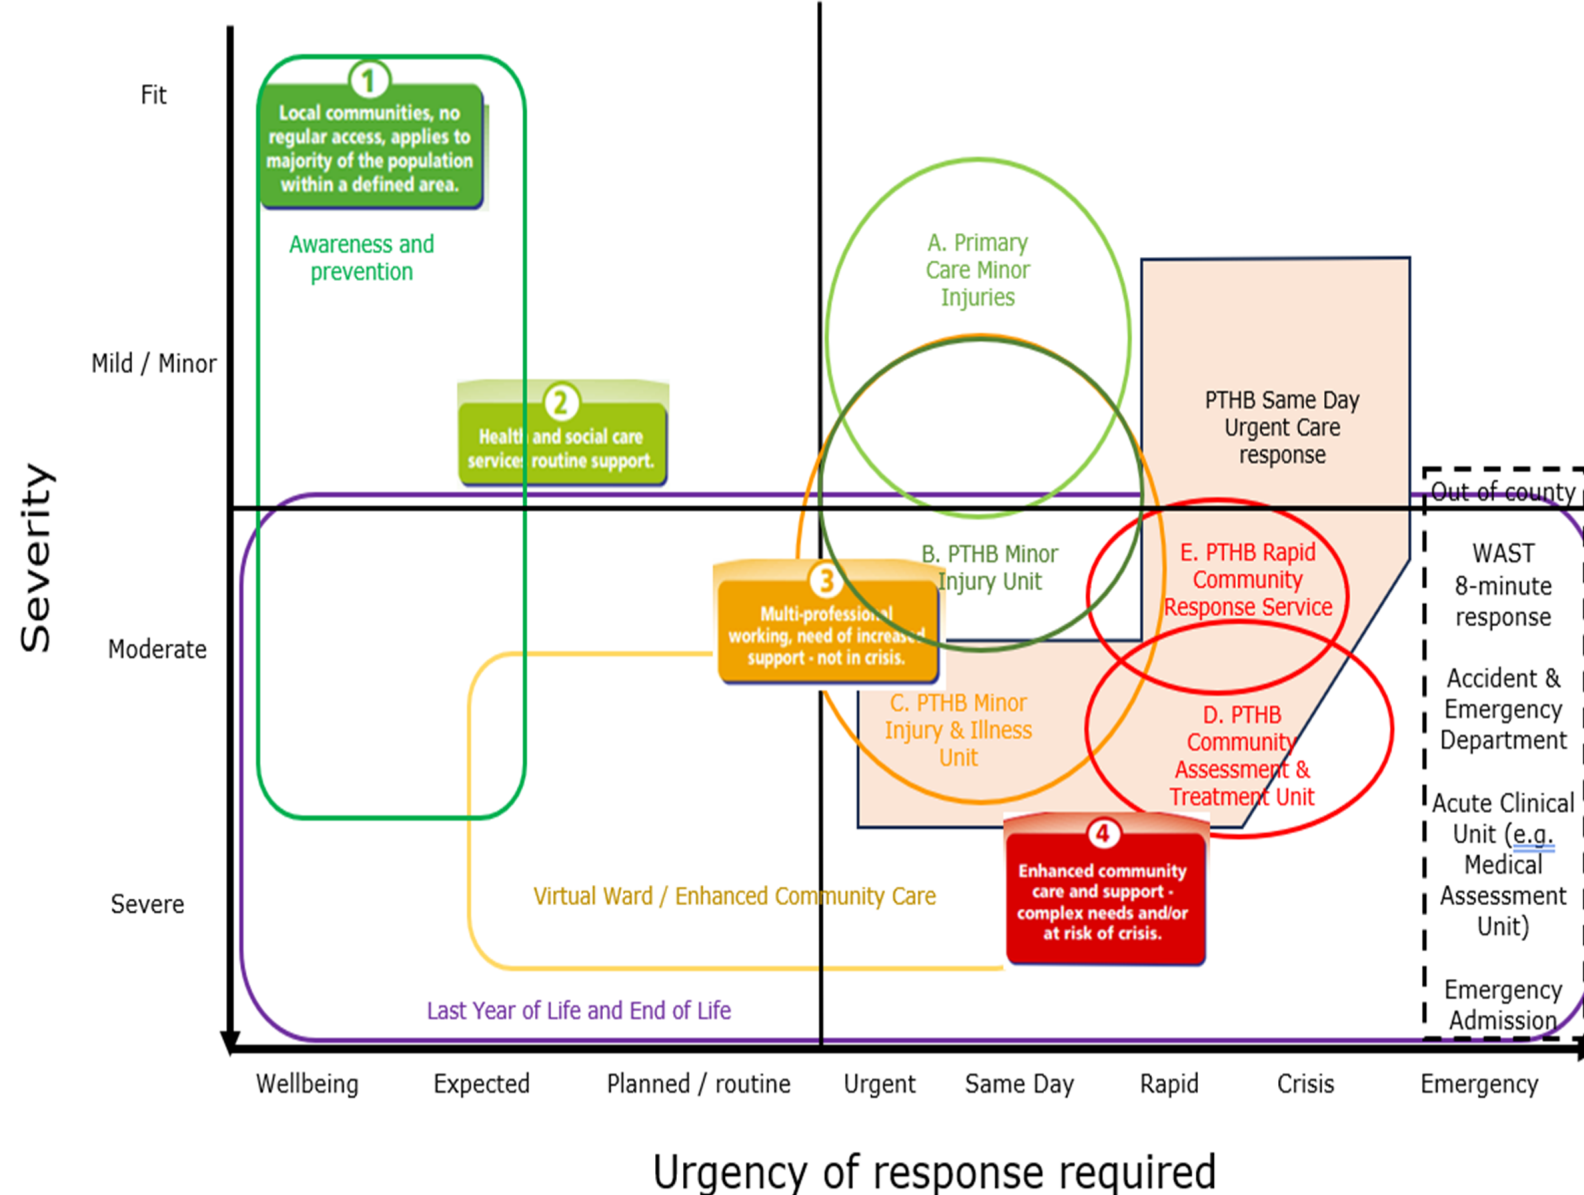 Severity
Fit
Mild / Minor
Moderate
Severe
1
Local communities, no
regular access, applies to
majority of the population
within a defined area.
Awareness and
prevention
2
Health and social care
services routine support.
A. Primary
Care Minor
Injuries
PTHB Same Day
Urgent Care
response
B. PTHB Minor
Injury Unit
3
Multi-professional
working, need of increased
support - not in crisis.
C. PTHB Minor
Injury & Illness
Unit
E. PTHB Rapid
Community
Response Service
D. PTHB
Community
Assessment &
Treatment Unit
4
Enhanced community
care and support -
complex needs and/or
at risk of crisis.
Virtual Ward / Enhanced Community Care
Last Year of Life and End of Life
Out of county
WAST
8-minute
response
Accident &
Emergency
Department
Acute Clinical
Unit (e.g.
Medical
Assessment
Unit)
Emergency
Admission
Wellbeing
Expected
Planned / routine
Urgent
Same Day
Rapid
Crisis
Emergency
Urgency of response required